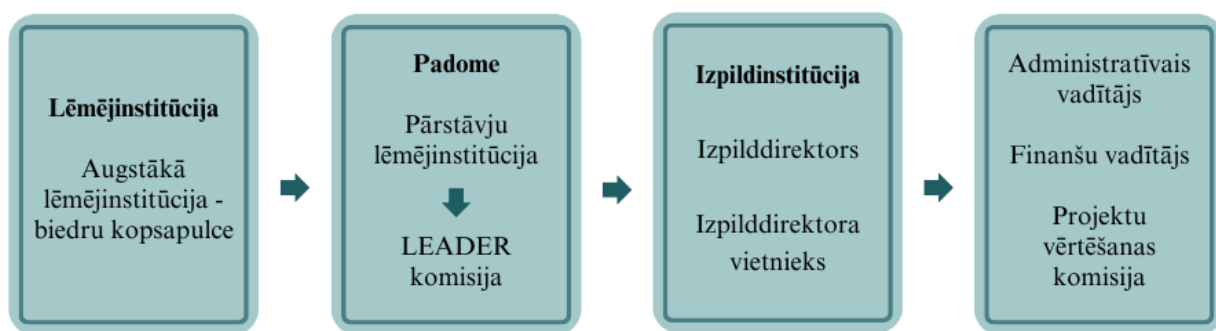 Lēmējinstitūcija
Augstākā
lēmējinstitūcija -
biedru kopsapulce
Padome
Pārstāvju
lēmējinstitūcija
LEADER
komisija
Izpildinstitūcija
Izpilddirektors
Izpilddirektora
vietnieks
Administratīvais
vadītājs
Finanšu vadītājs
Projektu
vērtēšanas
komisija